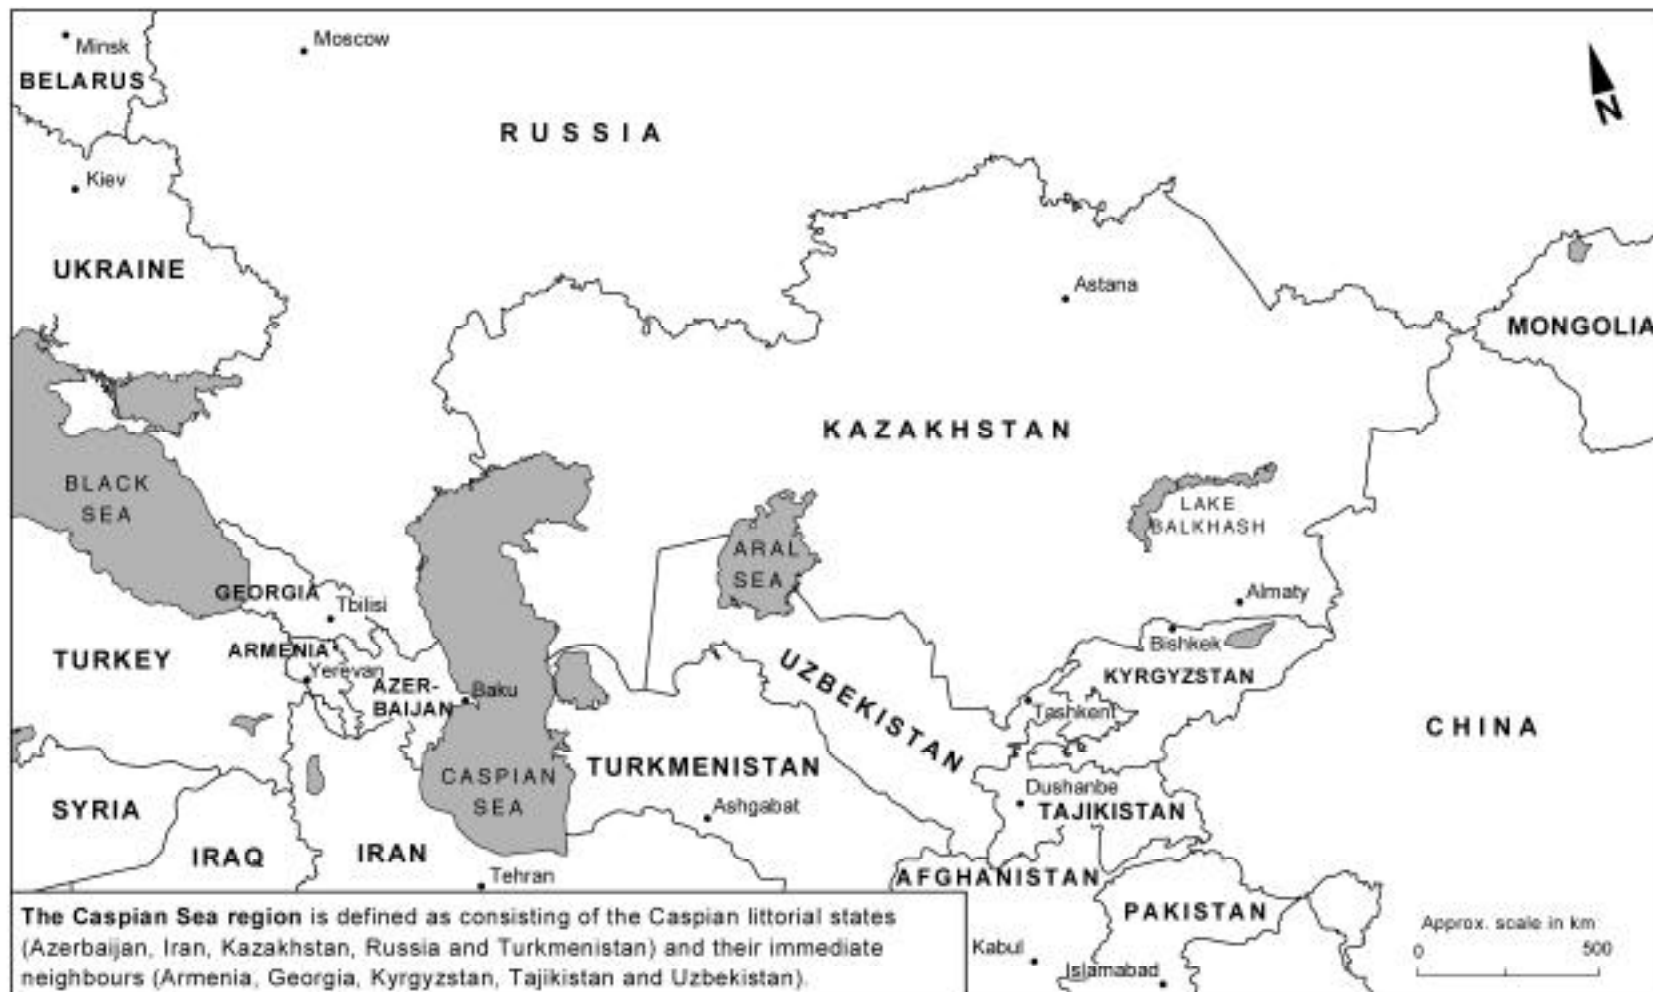 Minsk
Moscow
BELARUS
N
RUSSIA
Kiev
UKRAINE
Astana
MONGOLIA
KAZAKHSTAN
BLACK
SEA
LAKE
BALKHASH
ARAL
SEA
GEORGIA
Tbilisi
Almaty
Bishkek
ARMENIA
TURKEY
Yerevan
AZER-
BAIJAN
Baku
UZBEKISTAN
KYRGYZSTAN
Tashkent
CHINA
CASPIAN
SEA
TURKMENISTAN
Dushanbe
TAJIKISTAN
SYRIA
Ashgabat
IRAQ
IRAN
Tehran
AFGHANISTAN
PAKISTAN
Kabul
Islamabad
Approx. scale in km
0 500
The Caspian Sea region is defined as consisting of the Caspian littorial states
(Azerbaijan, Iran, Kazakhstan, Russia and Turkmenistan) and their immediate
neighbours (Armenia, Georgia, Kyrgyzstan, Tajikistan and Uzbekistan).